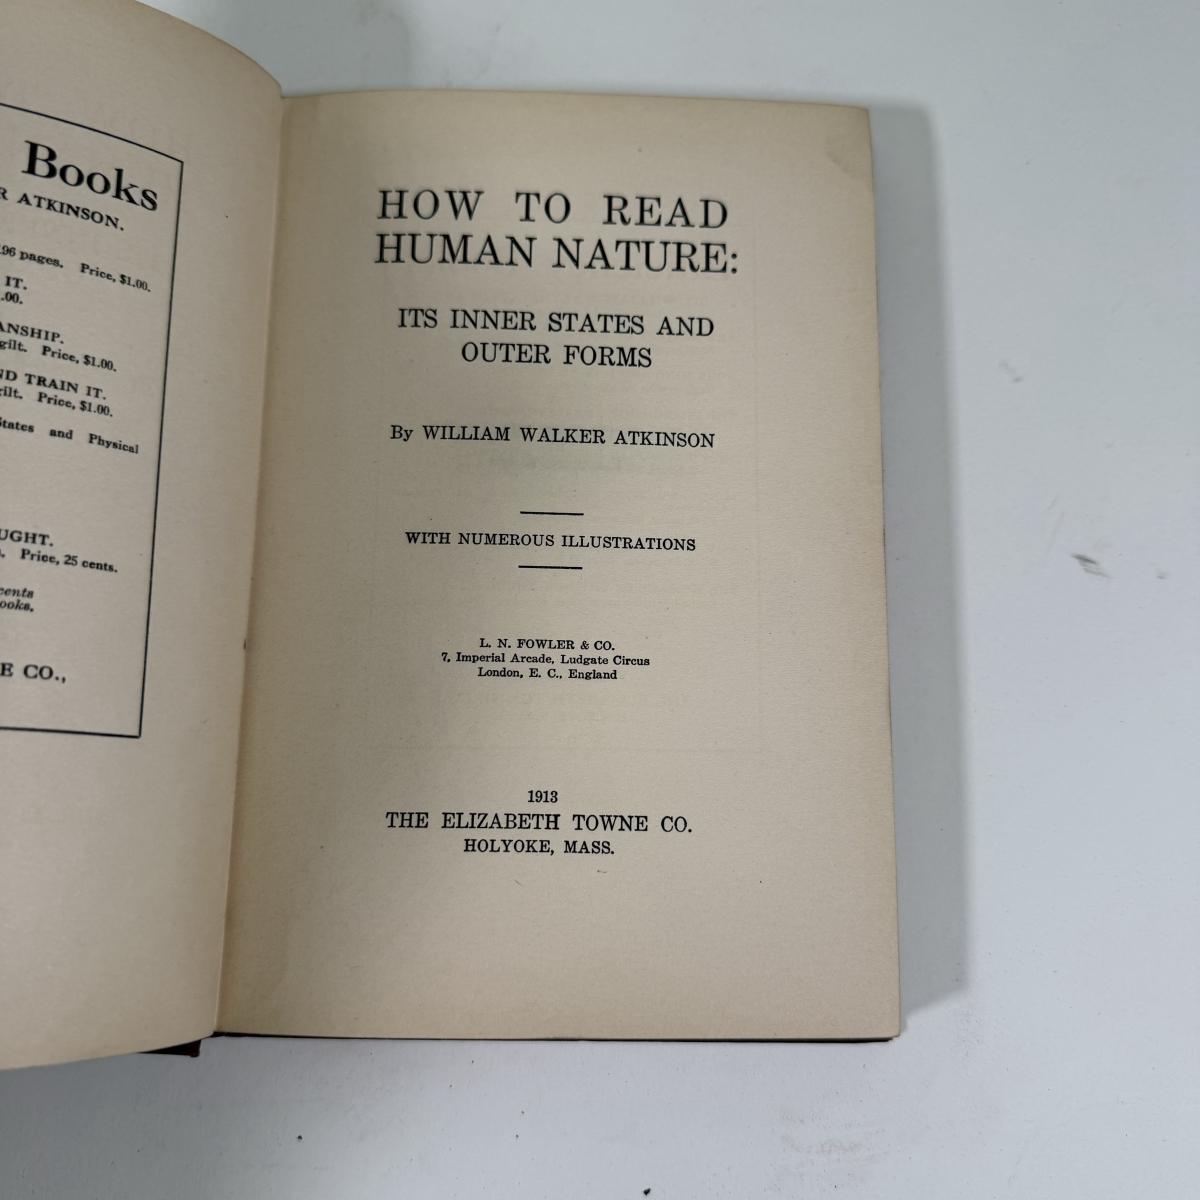 Books
R ATKINSON.
96 pages. Price, $1.00.
IT.
.00.
ANSHIP.
gilt. Price, $1.00.
ND TRAIN IT.
gilt. Price, $1.00.
States and Physical
UGHT.
Price, 25 cents.
cents
ooks.
E CO.,
HOW TO READ
HUMAN NATURE:
ITS INNER STATES AND
OUTER FORMS
By WILLIAM WALKER ATKINSON
WITH NUMEROUS ILLUSTRATIONS
L. N. FOWLER & CO.
7, Imperial Arcade, Ludgate Circus
London, E. C., England
1913
THE ELIZABETH TOWNE CO.
HOLYOKE, MASS.